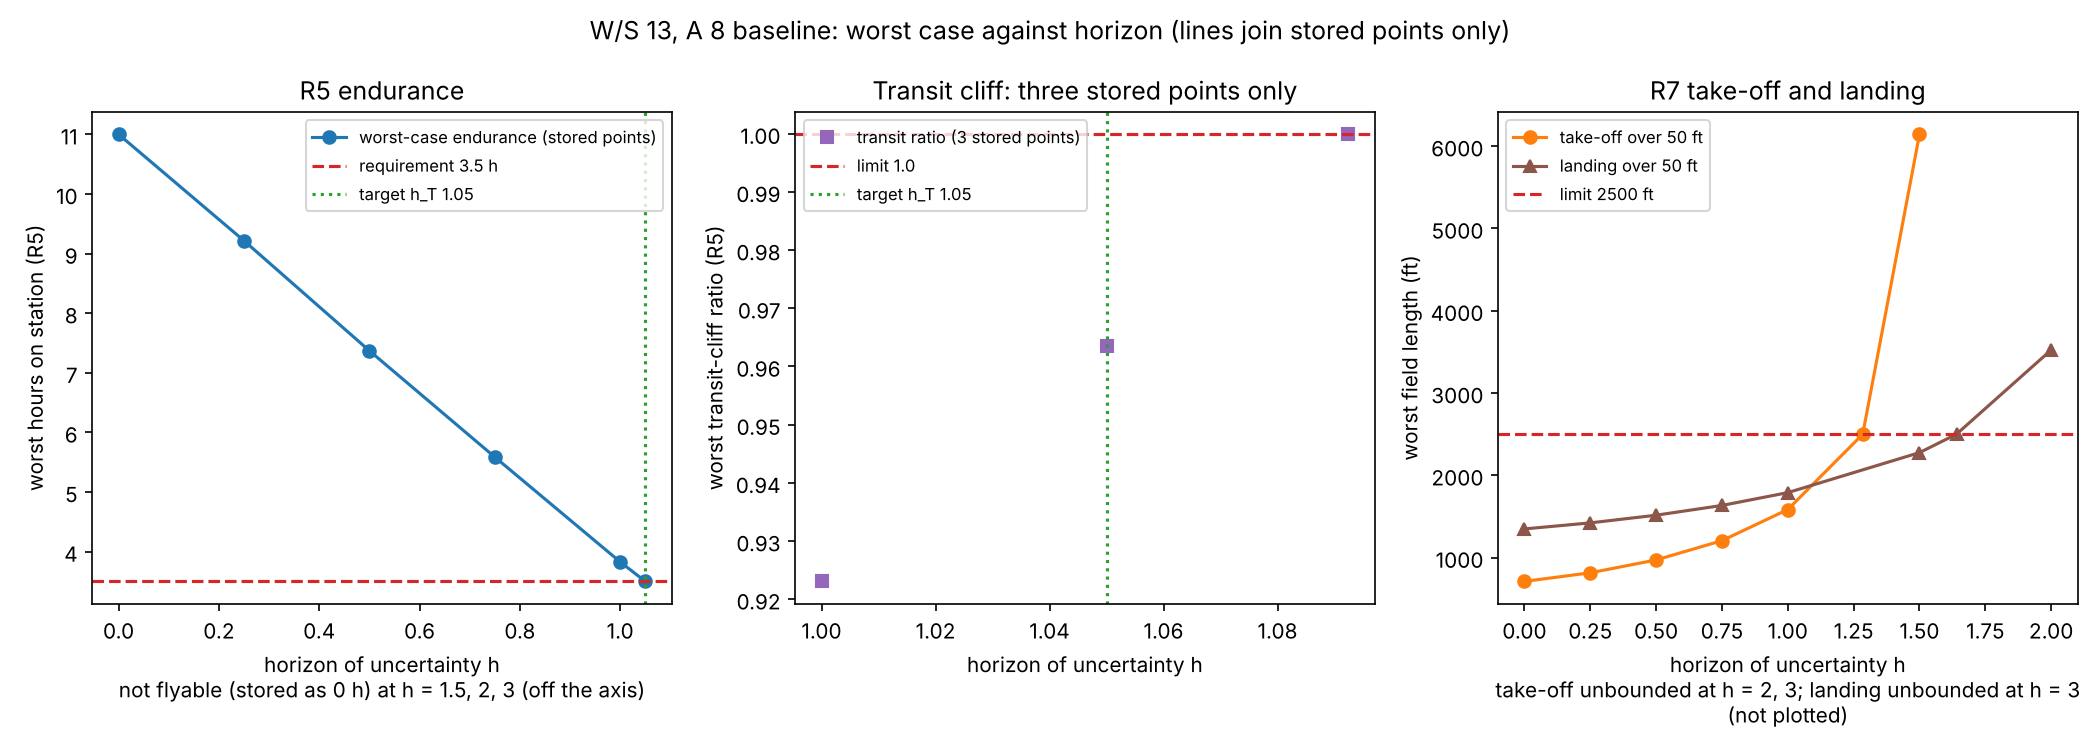 W/S 13, A 8 baseline: worst case against horizon (lines join stored points only)
R5 endurance
worst hours on station (R5)
11
10
9
8
7
6
5
4
worst-case endurance (stored points)
requirement 3.5 h
target h_T 1.05
0.0 0.2 0.4 0.6 0.8 1.0
horizon of uncertainty h
not flyable (stored as 0 h) at h = 1.5, 2, 3 (off the axis)
Transit cliff: three stored points only
worst transit-cliff ratio (R5)
1.00
0.99
0.98
0.97
0.96
0.95
0.94
0.93
0.92
transit ratio (3 stored points)
limit 1.0
target h_T 1.05
1.00 1.02 1.04 1.06 1.08
horizon of uncertainty h
R7 take-off and landing
worst field length (ft)
6000
5000
4000
3000
2000
1000
take-off over 50 ft
landing over 50 ft
limit 2500 ft
0.00 0.25 0.50 0.75 1.00 1.25 1.50 1.75 2.00
horizon of uncertainty h
take-off unbounded at h = 2, 3; landing unbounded at h = 3
(not plotted)